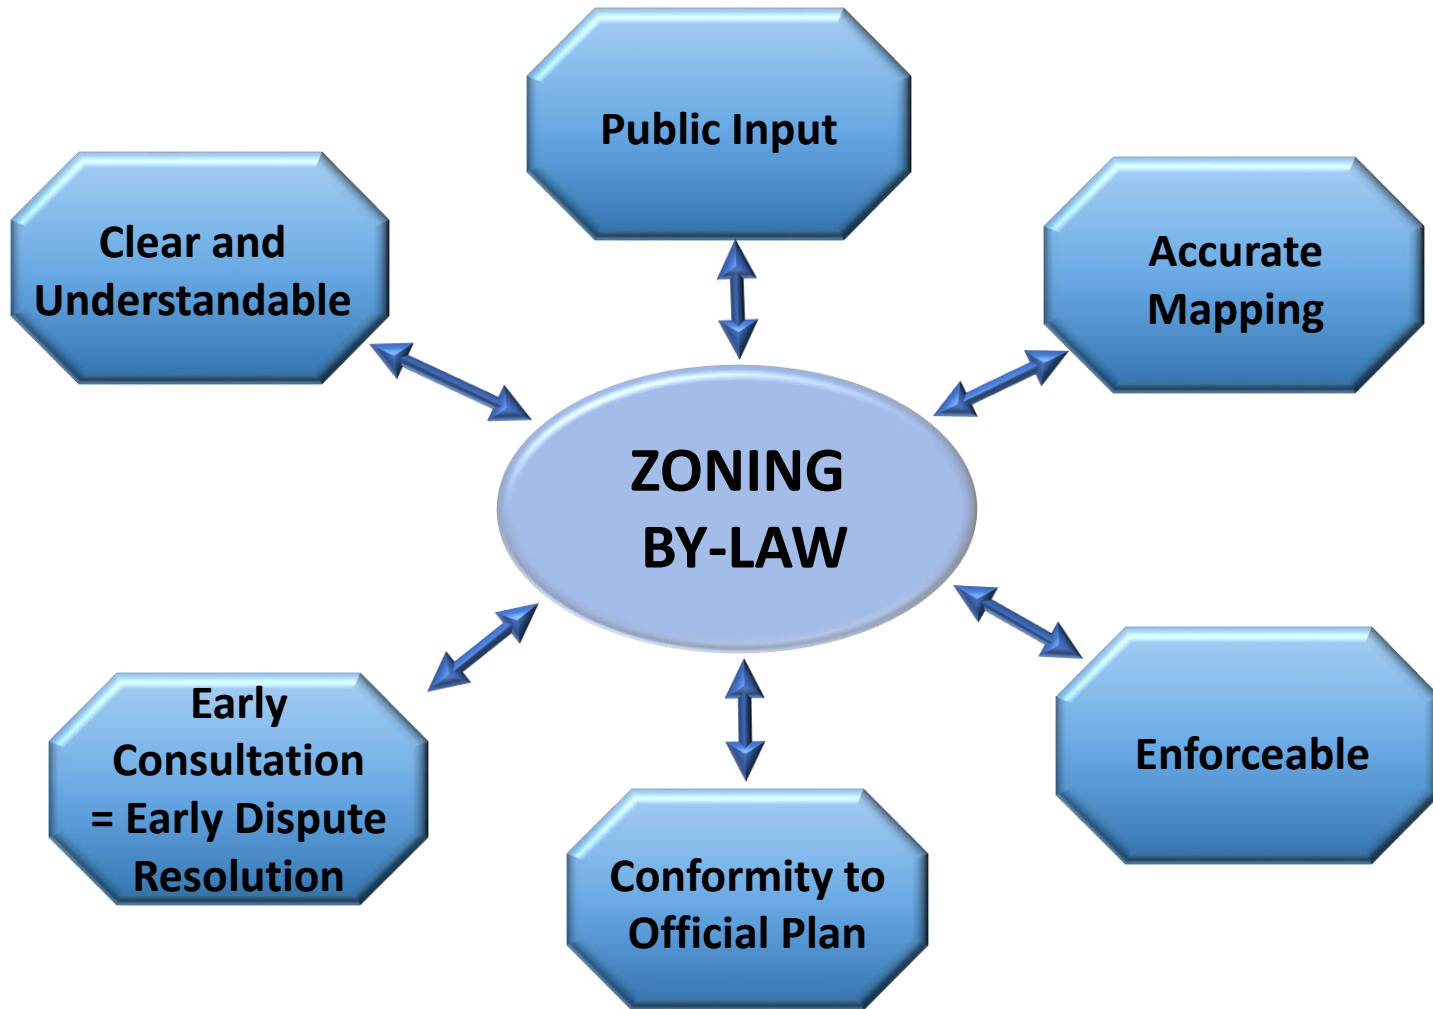 Public Input
Clear and
Understandable
Accurate
Mapping
ZONING
BY-LAW
Early
Consultation
= Early Dispute
Resolution
Conformity to
Official Plan
Enforceable